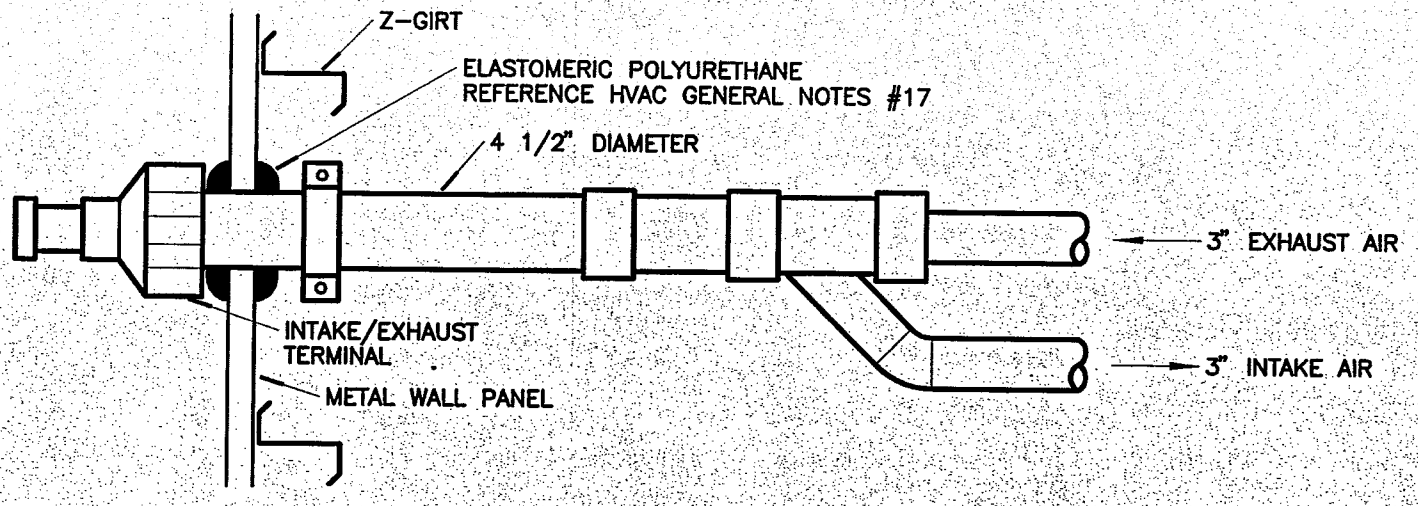 Z-GIRT
ELASTOMERIC POLYURETHANE
REFERENCE HVAC GENERAL NOTES #17
4 1/2" DIAMETER
3" EXHAUST AIR
INTAKE/EXHAUST
TERMINAL
3" INTAKE AIR
METAL WALL PANEL